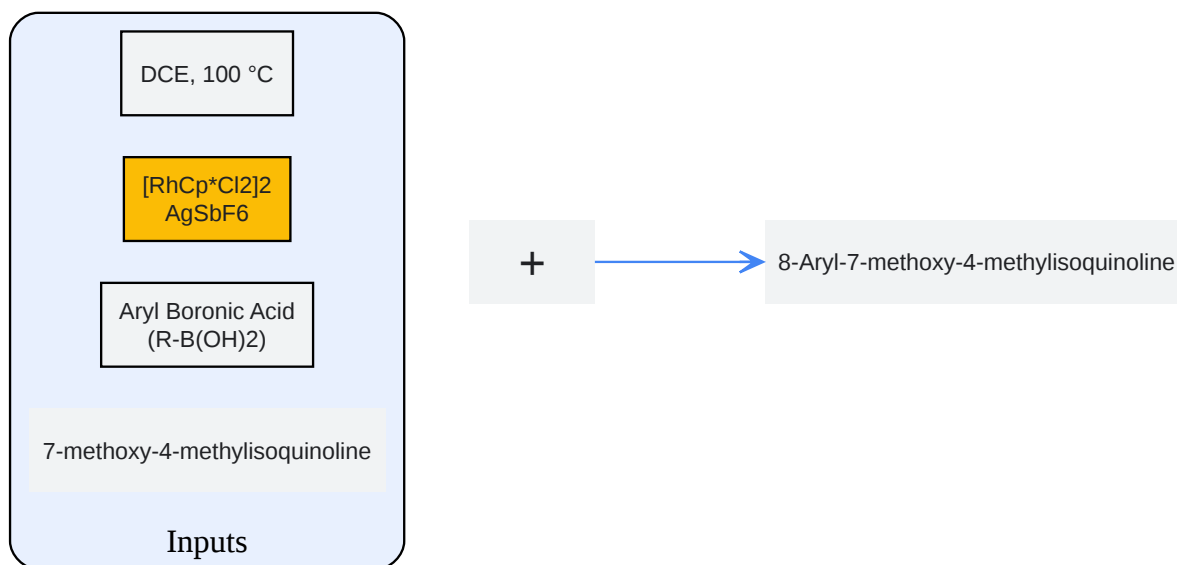 DCE, 100 °C
[RhCp*Cl2]2
AgSbF6
Aryl Boronic Acid
(R-B(OH)2)
7-methoxy-4-methylisoquinoline
Inputs
+
8-Aryl-7-methoxy-4-methylisoquinoline